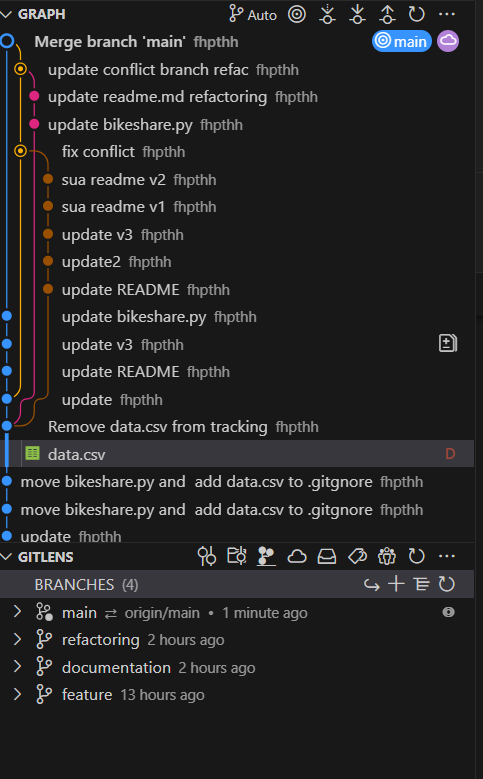 GRAPH Auto ...
Merge branch 'main' fhpthh main
update conflict branch refac fhpthh
update readme.md refactoring fhpthh
update bikeshare.py fhpthh
fix conflict fhpthh
sua readme v2 fhpthh
sua readme v1 fhpthh
update v3 fhpthh
update2 fhpthh
update README fhpthh
update bikeshare.py fhpthh
update v3 fhpthh
update README fhpthh
update fhpthh
Remove data.csv from tracking fhpthh
data.csv D
move bikeshare.py and add data.csv to .gitgnore fhpthh
move bikeshare.py and add data.csv to .gitgnore fhpthh
update fhpthh
GITLENS ...
BRANCHES (4)
main ⇄ origin/main • 1 minute ago
refactoring 2 hours ago
documentation 2 hours ago
feature 13 hours ago